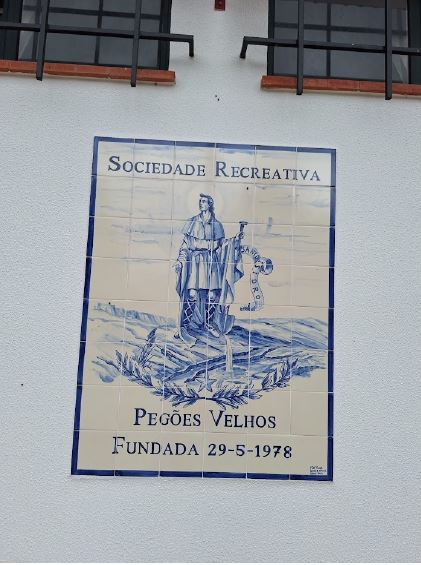 SOCIEDADE RECREATIVA
PEGÕES VELHOS
FUNDADA 29-5-1978